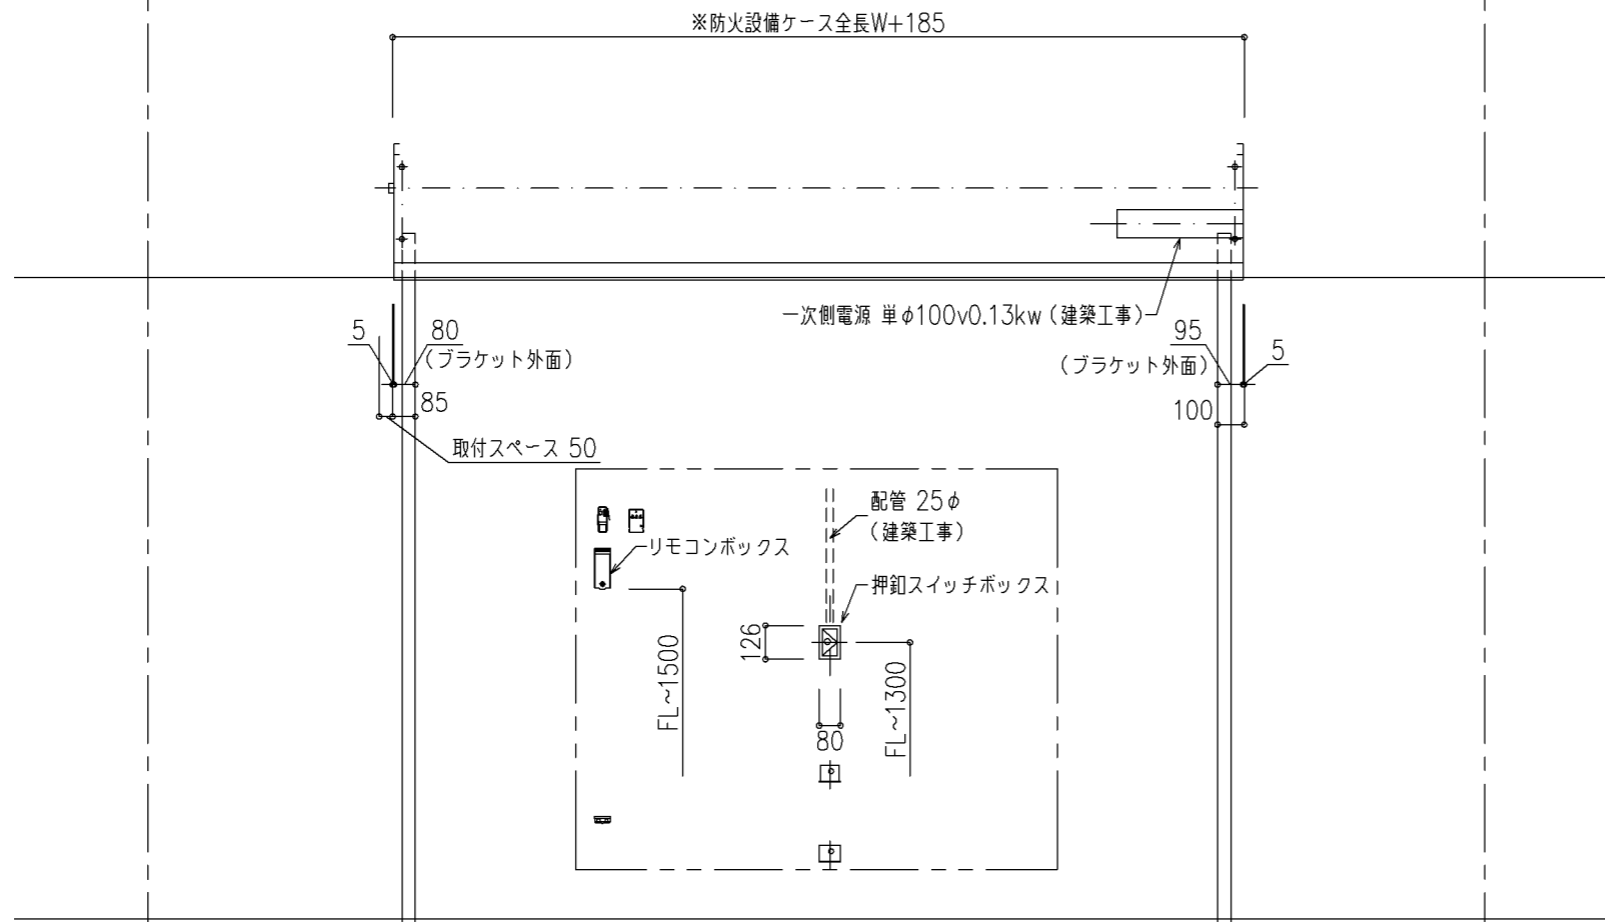 ※防火設備ケース全長W+185
一次側電源 単φ100v0.13kw（建築工事）
5
80
（ブラケット外面）
85
取付スペース 50
95
（ブラケット外面）
5
100
配管 25φ
（建築工事）
リモコンボックス
押釦スイッチボックス
126
FL~1500
FL~1300
80